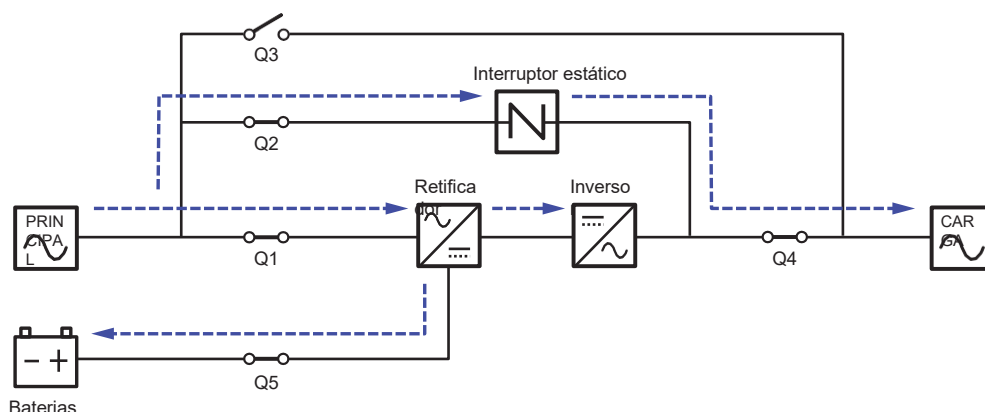 Q3
Interruptor estático
Q2
Retifica
dor
Inverso
PRIN
CIPA
L
CAR
GA
Q1
Q4
Q5
Baterias